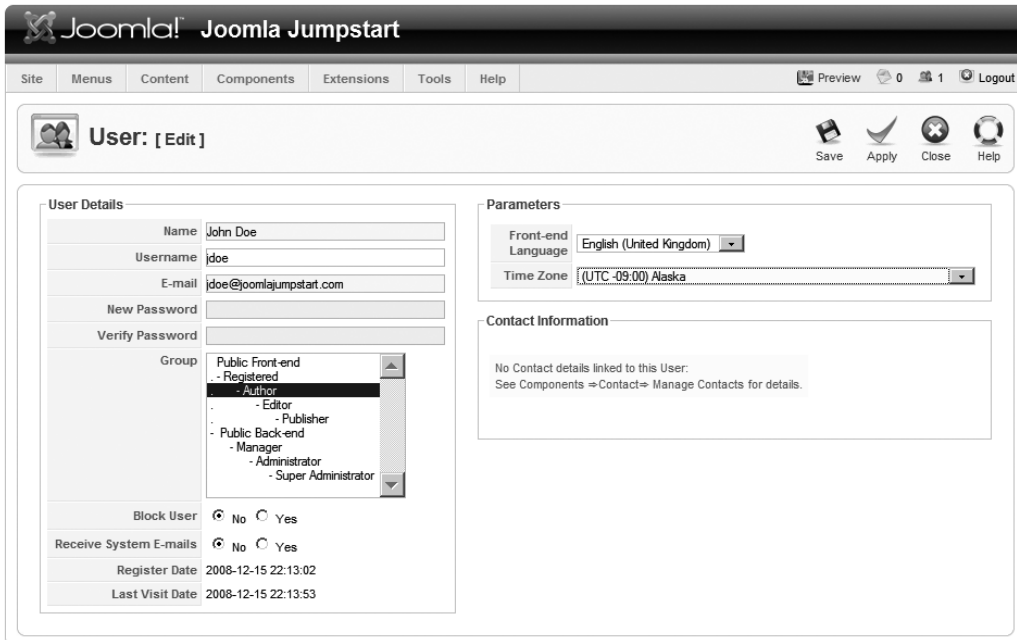 Joomla! Joomla Jumpstart
Site Menus Content Components Extensions Tools Help Preview 0 1 Logout
User: [ Edit ]
Save Apply Close Help
User Details
Name John Doe
Username jdoe
E-mail jdoe@joomlajumpstart.com
New Password
Verify Password
Group
Public Front-end
. - Registered
. - Author
. - Editor
. - Publisher
- Public Back-end
- Manager
- Administrator
- Super Administrator
Block User No Yes
Receive System E-mails No Yes
Register Date 2008-12-15 22:13:02
Last Visit Date 2008-12-15 22:13:53
Parameters
Front-end
Language English (United Kingdom)
Time Zone (UTC -09:00) Alaska
Contact Information
No Contact details linked to this User:
See Components ⇒Contact⇒ Manage Contacts for details.